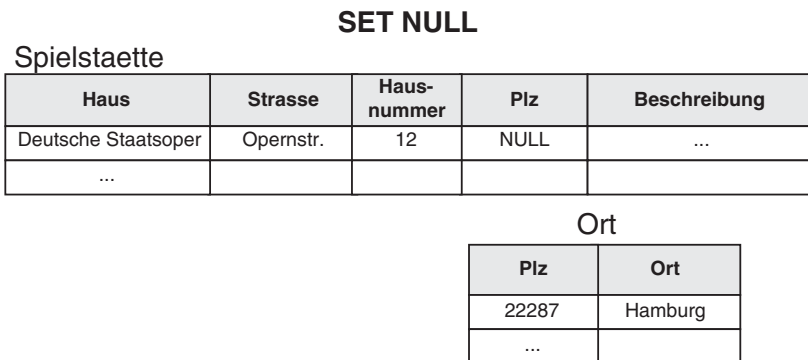 SET NULL
Spielstaette
Haus Strasse Haus-
nummer Plz Beschreibung
Deutsche Staatsoper Opernstr. 12 NULL ...
...
Ort
Plz Ort
22287 Hamburg
...